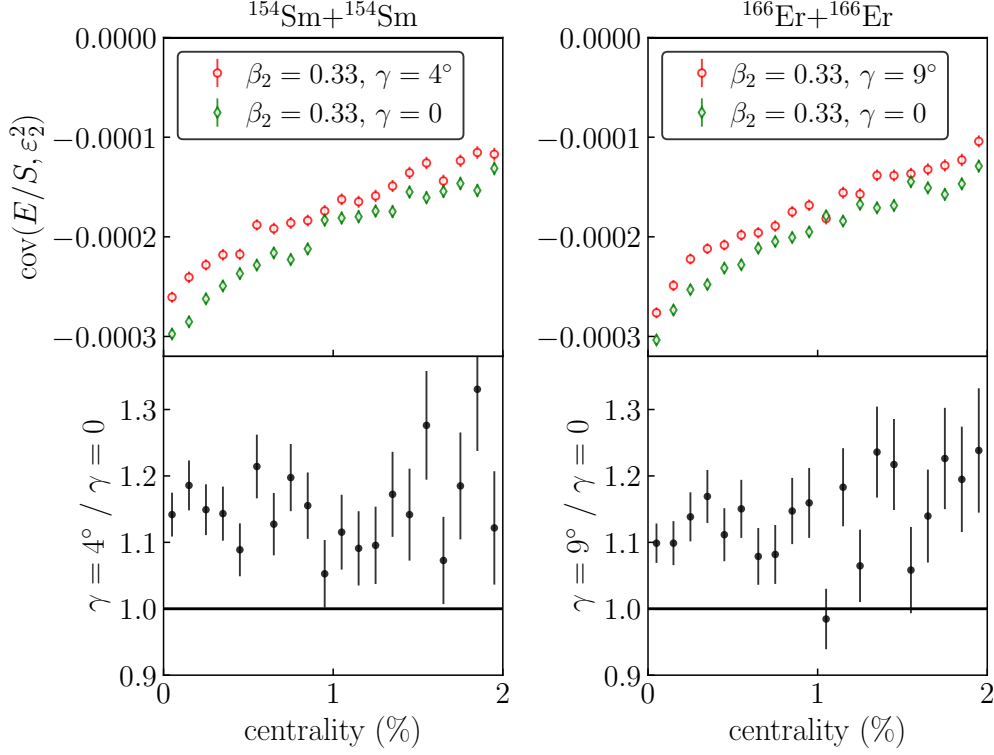 ¹⁵⁴Sm+¹⁵⁴Sm
0.0000
−0.0001
−0.0002
−0.0003
cov(E/S, ε₂²)
β₂ = 0.33, γ = 4°
β₂ = 0.33, γ = 0
1.3
1.2
1.1
1.0
0.9
γ = 4° / γ = 0
0 1 2
centrality (%)
¹⁶⁶Er+¹⁶⁶Er
0.0000
−0.0001
−0.0002
−0.0003
β₂ = 0.33, γ = 9°
β₂ = 0.33, γ = 0
1.3
1.2
1.1
1.0
0.9
γ = 9° / γ = 0
0 1 2
centrality (%)